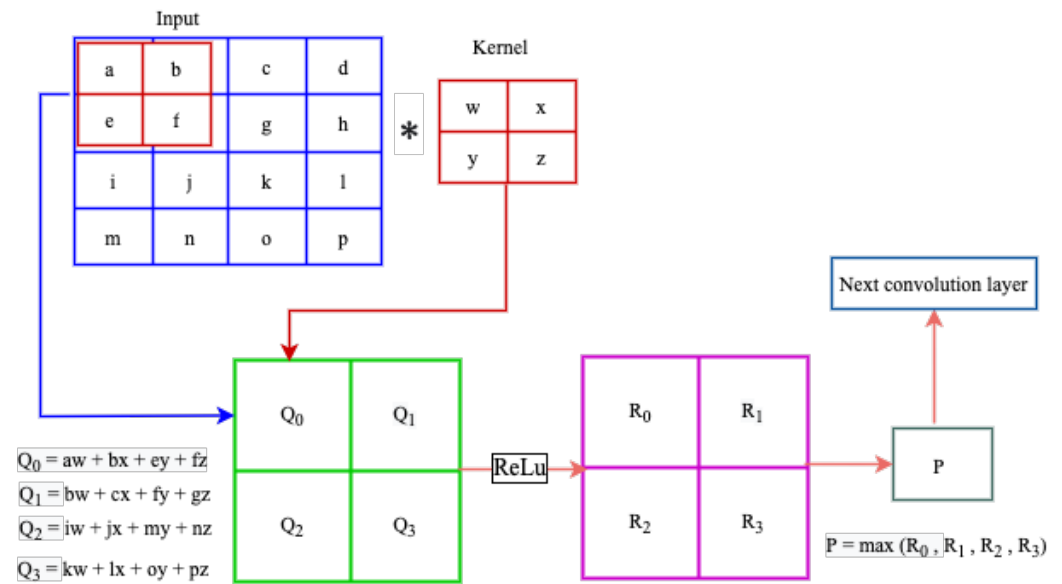 Input
Kernel
a b c d
e f g h
i j k l
m n o p
*
w x
y z
Next convolution layer
Q₀ Q₁
Q₂ Q₃
ReLu
R₀ R₁
R₂ R₃
P
Q₀ = aw + bx + ey + fz
Q₁ = bw + cx + fy + gz
Q₂ = iw + jx + my + nz
Q₃ = kw + lx + oy + pz
P = max (R₀ , R₁ , R₂ , R₃)